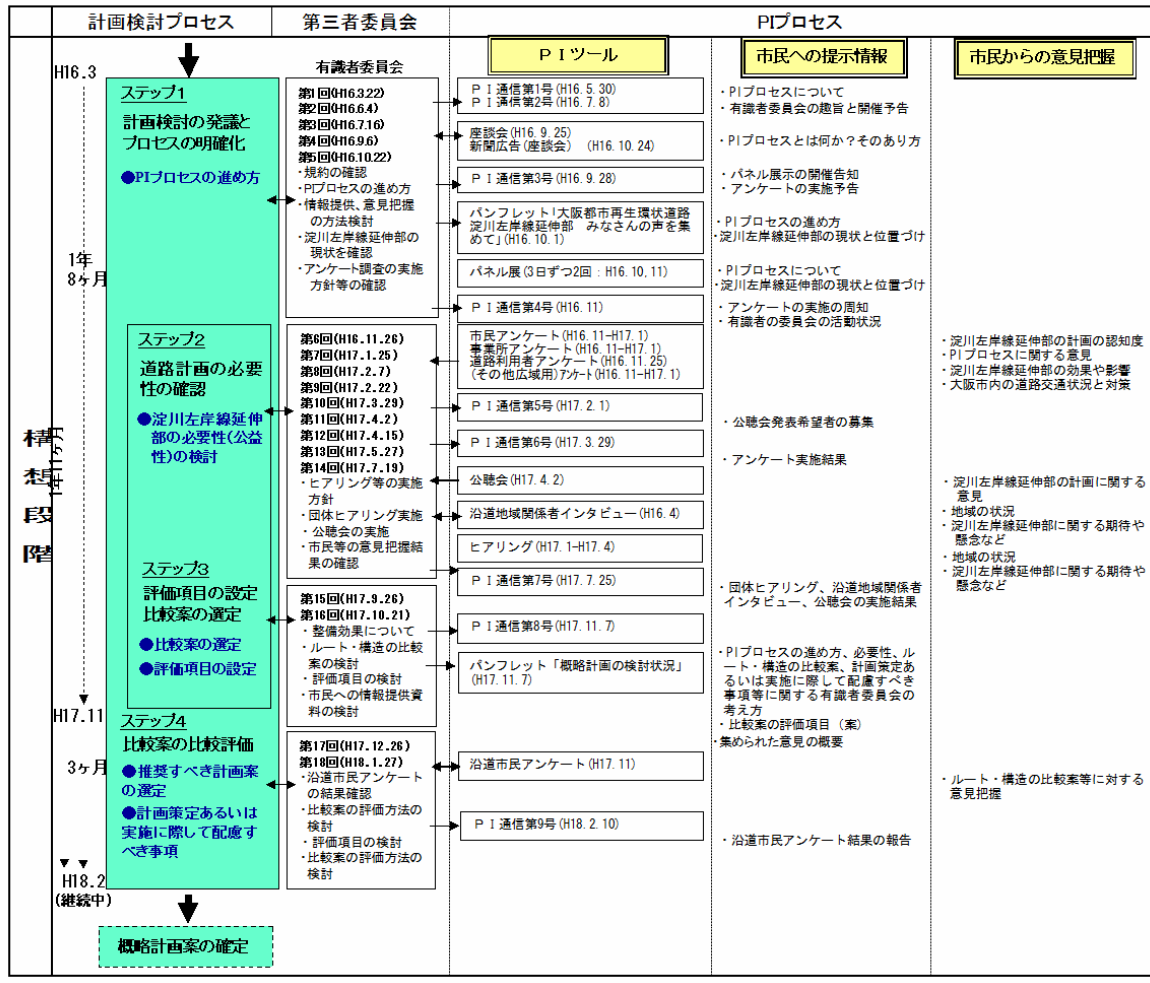 計画検討プロセス
第三者委員会
PIプロセス
ＰＩツール
市民への提示情報
市民からの意見把握
構想段階
H16.3
1年
8ヶ月
1年11ヶ月
H17.11
3ヶ月
H18.2
(継続中)
ステップ1
計画検討の発議と
プロセスの明確化
●PIプロセスの進め方
ステップ2
道路計画の必要
性の確認
●淀川左岸線延伸
部の必要性(公益
性)の検討
ステップ3
評価項目の設定
比較案の選定
●比較案の選定
●評価項目の設定
ステップ4
比較案の比較評価
●推奨すべき計画案
の選定
●計画策定あるいは
実施に際して配慮す
べき事項
概略計画案の確定
有識者委員会
第1回(H16.3.22)
第2回(H16.6.4)
第3回(H16.7.16)
第4回(H16.9.6)
第5回(H16.10.22)
・規約の確認
・PIプロセスの進め方
・情報提供、意見把握
の方法検討
・淀川左岸線延伸部の
現状を確認
・アンケート調査の実施
方針等の確認
第6回(H16.11.26)
第7回(H17.1.25)
第8回(H17.2.7)
第9回(H17.2.22)
第10回(H17.3.29)
第11回(H17.4.2)
第12回(H17.4.15)
第13回(H17.5.27)
第14回(H17.7.19)
・ヒアリング等の実施
方針
・団体ヒアリング実施
・公聴会の実施
・市民等の意見把握結
果の確認
第15回(H17.9.26)
第16回(H17.10.21)
・整備効果について
・ルート・構造の比較
案の検討
・評価項目の検討
・市民への情報提供資
料の検討
第17回(H17.12.26)
第18回(H18.1.27)
・沿道市民アンケート
の結果確認
・比較案の評価方法の
検討
・評価項目の検討
・比較案の評価方法の
検討
ＰＩ通信第1号(H16.5.30)
ＰＩ通信第2号(H16.7.8)
座談会(H16.9.25)
新聞広告(座談会)　(H16.10.24)
ＰＩ通信第3号(H16.9.28)
パンフレット｢大阪都市再生環状道路
淀川左岸線延伸部　みなさんの声を集
めて｣(H16.10.1)
パネル展(3日ずつ2回：H16.10,11)
ＰＩ通信第4号(H16.11)
市民アンケート(H16.11-H17.1)
事業所アンケート(H16.11-H17.1)
道路利用者アンケート(H16.11.25)
(その他広域用)ｱﾝｹｰﾄ(H16.11-H17.1)
ＰＩ通信第5号(H17.2.1)
ＰＩ通信第6号(H17.3.29)
公聴会(H17.4.2)
沿道地域関係者インタビュー(H16.4)
ヒアリング(H17.1-H17.4)
ＰＩ通信第7号(H17.7.25)
ＰＩ通信第8号(H17.11.7)
パンフレット「概略計画の検討状況」
(H17.11.7)
沿道市民アンケート(H17.11)
ＰＩ通信第9号(H18.2.10)
・PIプロセスについて
・有識者委員会の趣旨と開催予告
・PIプロセスとは何か？そのあり方
・パネル展示の開催告知
・アンケートの実施予告
・PIプロセスの進め方
・淀川左岸線延伸部の現状と位置づけ
・PIプロセスについて
・淀川左岸線延伸部の現状と位置づけ
・アンケートの実施の周知
・有識者の委員会の活動状況
・公聴会発表希望者の募集
・アンケート実施結果
・団体ヒアリング、沿道地域関係者
インタビュー、公聴会の実施結果
・PIプロセスの進め方、必要性、ル
ート・構造の比較案、計画策定あ
るいは実施に際して配慮すべき
事項等に関する有識者委員会の
考え方
・比較案の評価項目（案）
・集められた意見の概要
・沿道市民アンケート結果の報告
・淀川左岸線延伸部の計画の認知度
・PIプロセスに関する意見
・淀川左岸線延伸部の効果や影響
・大阪市内の道路交通状況と対策
・淀川左岸線延伸部の計画に関する
意見
・地域の状況
・淀川左岸線延伸部に関する期待や
懸念など
・地域の状況
・淀川左岸線延伸部に関する期待や
懸念など
・ルート・構造の比較案等に対する
意見把握